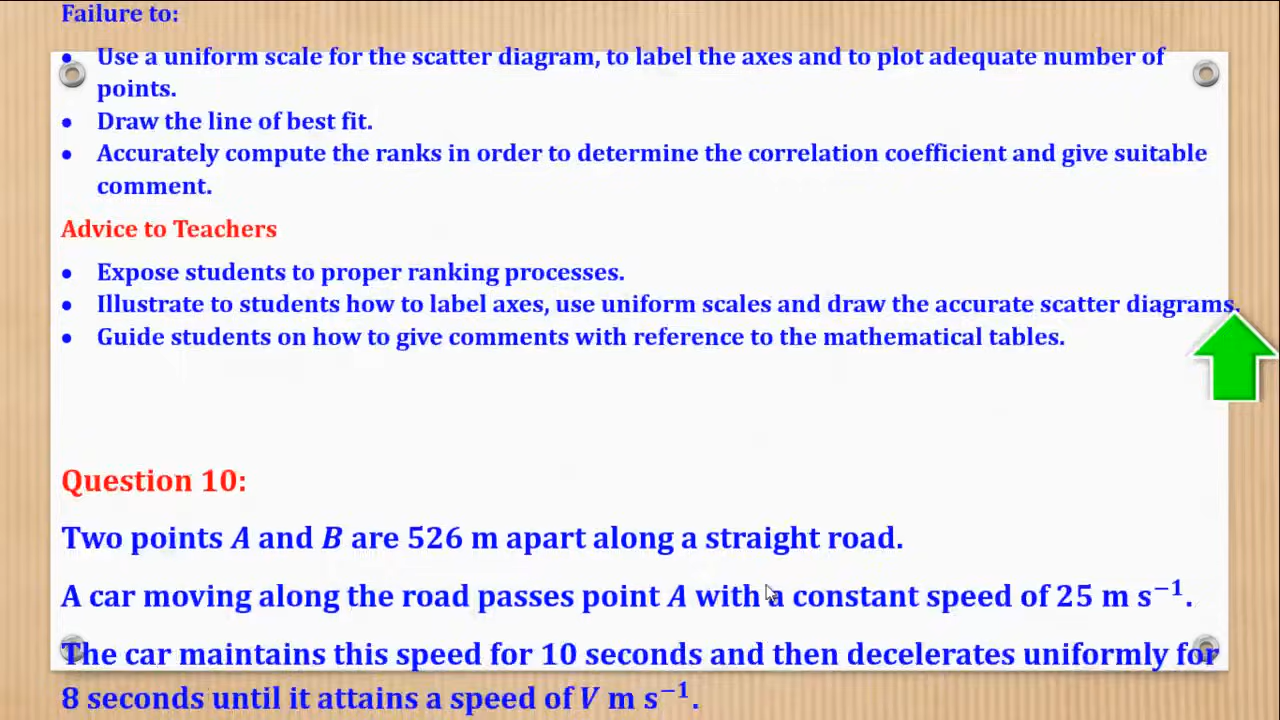 Failure to:
• Use a uniform scale for the scatter diagram, to label the axes and to plot adequate number of
points.
• Draw the line of best fit.
• Accurately compute the ranks in order to determine the correlation coefficient and give suitable
comment.
Advice to Teachers
• Expose students to proper ranking processes.
• Illustrate to students how to label axes, use uniform scales and draw the accurate scatter diagrams.
• Guide students on how to give comments with reference to the mathematical tables.
Question 10:
Two points A and B are 526 m apart along a straight road.
A car moving along the road passes point A with a constant speed of 25 m s⁻¹.
The car maintains this speed for 10 seconds and then decelerates uniformly for
8 seconds until it attains a speed of V m s⁻¹.